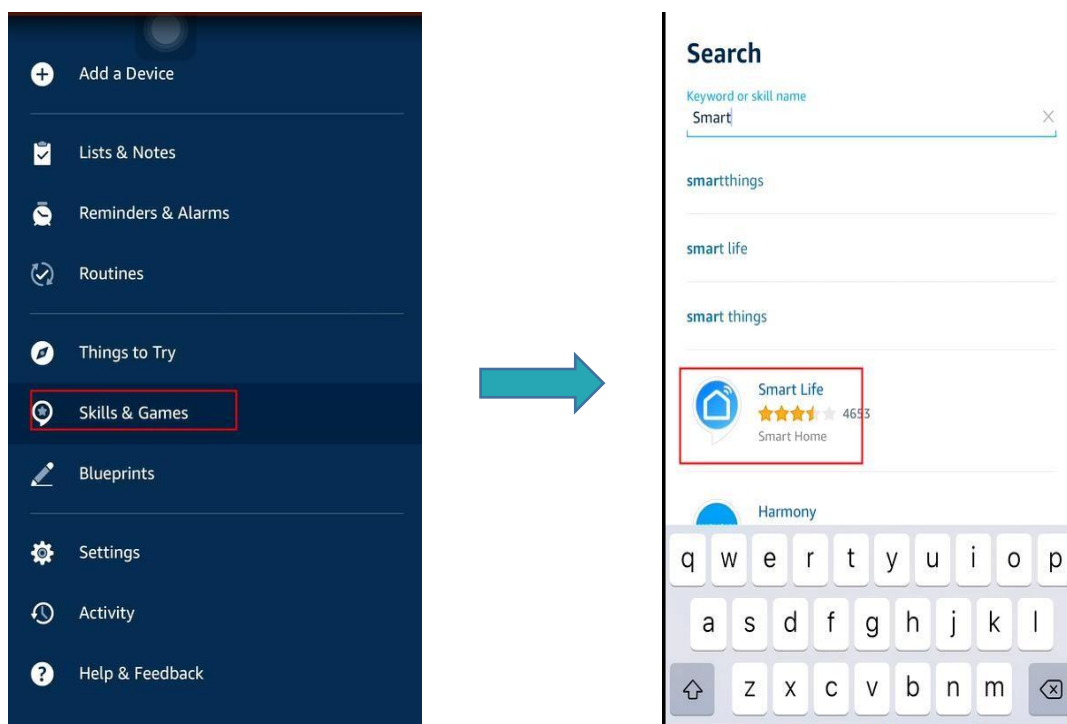 Add a Device
Lists & Notes
Reminders & Alarms
Routines
Things to Try
Skills & Games
Blueprints
Settings
Activity
Help & Feedback
Search
Keyword or skill name
Smart
smartthings
smart life
smart things
Smart Life
4653
Smart Home
Harmony
q w e r t y u i o p
a s d f g h j k l
z x c v b n m